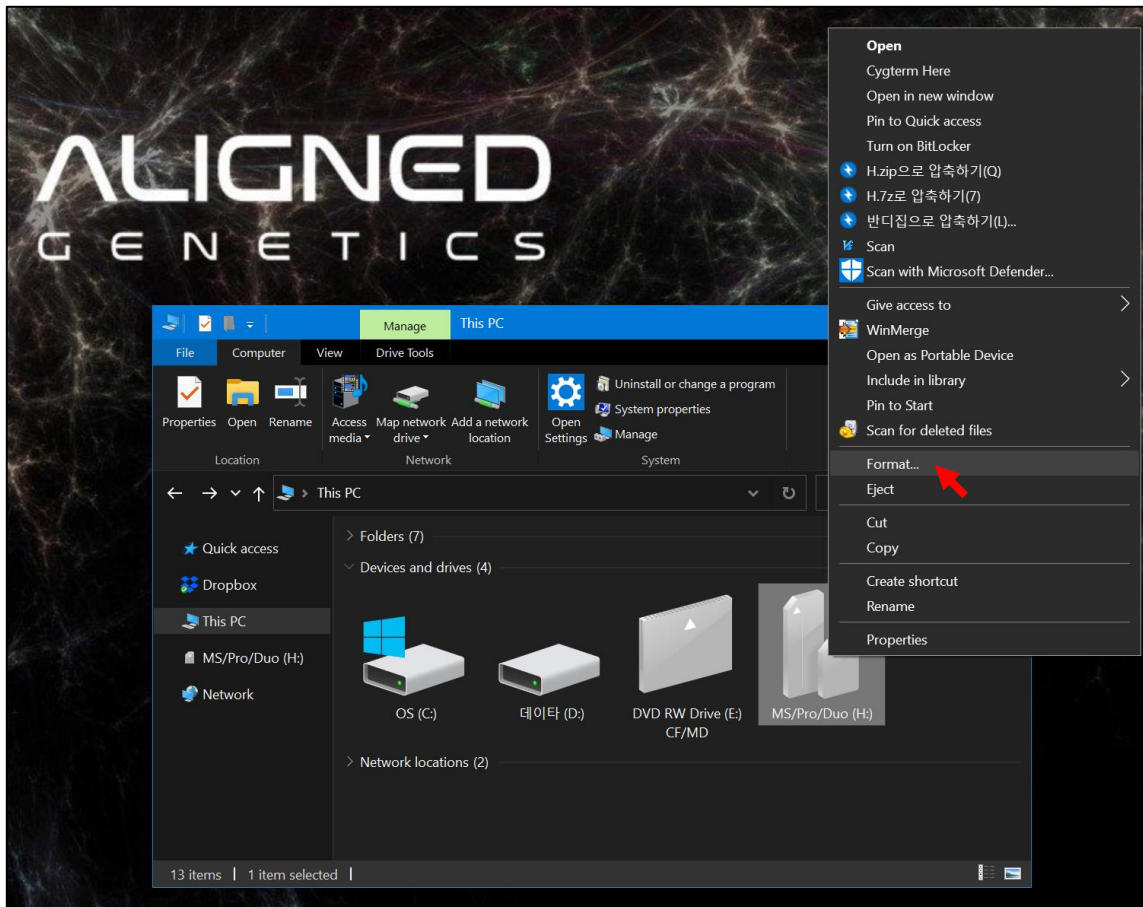 ALIGNED
GENETICS
Open
Cygterm Here
Open in new window
Pin to Quick access
Turn on BitLocker
H.zip으로 압축하기(Q)
H.7z로 압축하기(7)
반디집으로 압축하기(L)...
Scan
Scan with Microsoft Defender...
Give access to
WinMerge
Open as Portable Device
Include in library
Pin to Start
Scan for deleted files
Format...
Eject
Cut
Copy
Create shortcut
Rename
Properties
Manage
This PC
File
Computer
View
Drive Tools
Properties
Open
Rename
Access media
Map network drive
Add a network location
Open Settings
Uninstall or change a program
System properties
Manage
Location
Network
System
This PC
Quick access
Dropbox
This PC
MS/Pro/Duo (H:)
Network
Folders (7)
Devices and drives (4)
OS (C:)
데이타 (D:)
DVD RW Drive (E:)
CF/MD
MS/Pro/Duo (H:)
Network locations (2)
13 items
1 item selected